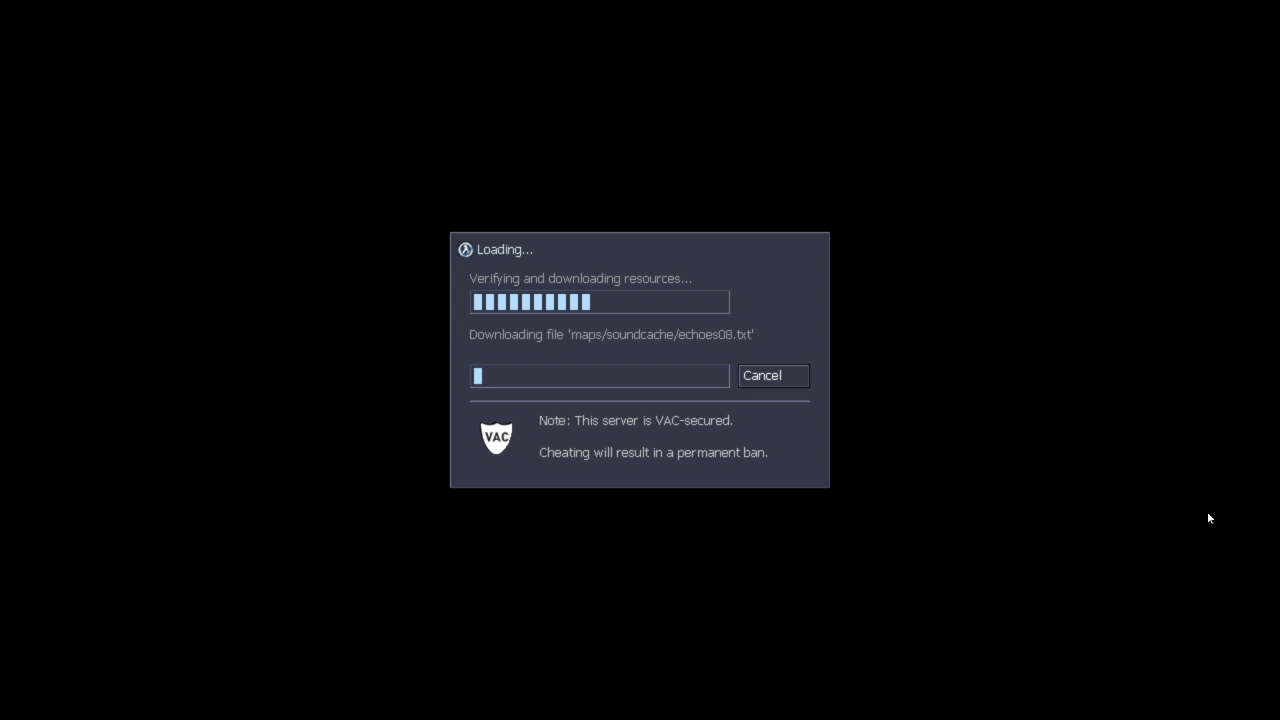 Loading...
Verifying and downloading resources...
Downloading file 'maps/soundcache/echoes08.txt'
Cancel
Note: This server is VAC-secured.
VAC
Cheating will result in a permanent ban.